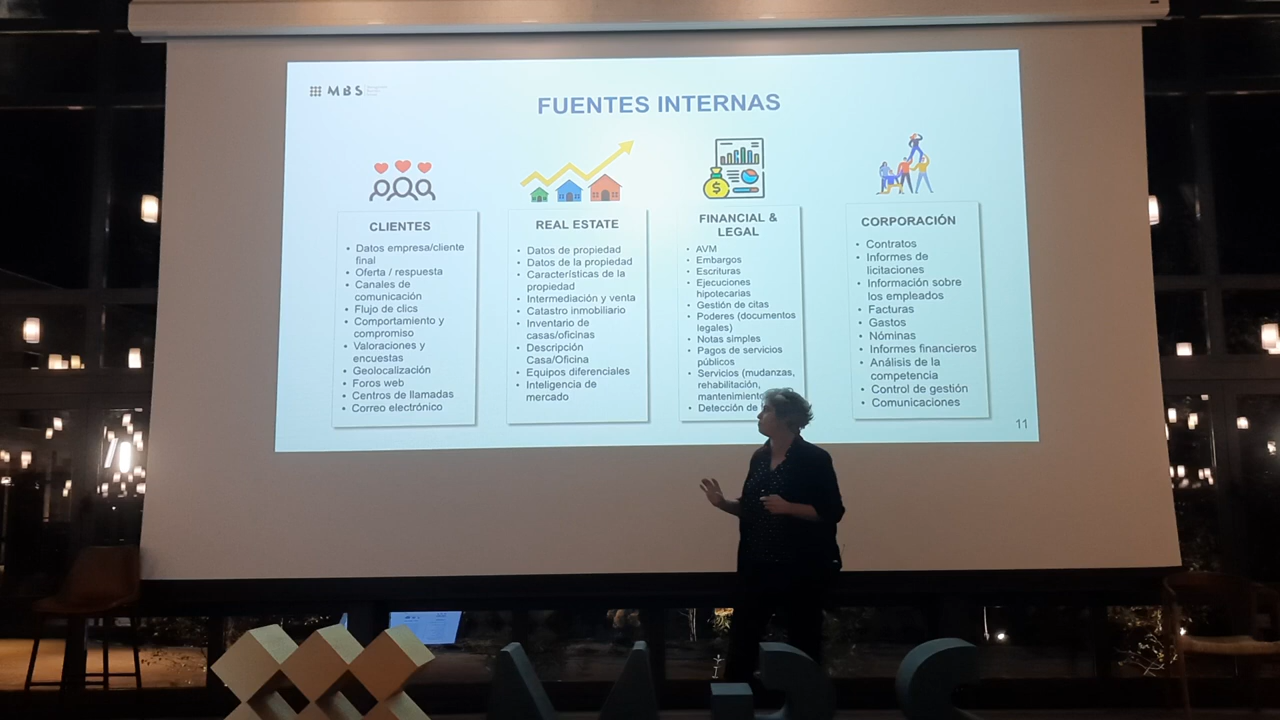 MBS
FUENTES INTERNAS
CLIENTES
• Datos empresa/cliente
final
• Oferta / respuesta
• Canales de
comunicación
• Flujo de clics
• Comportamiento y
compromiso
• Valoraciones y
encuestas
• Geolocalización
• Foros web
• Centros de llamadas
• Correo electrónico
REAL ESTATE
• Datos de propiedad
• Datos de la propiedad
• Características de la
propiedad
• Intermediación y venta
• Catastro inmobiliario
• Inventario de
casas/oficinas
• Descripción
Casa/Oficina
• Equipos diferenciales
• Inteligencia de
mercado
FINANCIAL &
LEGAL
• AVM
• Embargos
• Escrituras
• Ejecuciones
hipotecarias
• Gestión de citas
• Poderes (documentos
legales)
• Notas simples
• Pagos de servicios
públicos
• Servicios (mudanzas,
rehabilitación,
mantenimiento
• Detección de
CORPORACIÓN
• Contratos
• Informes de
licitaciones
• Información sobre
los empleados
• Facturas
• Gastos
• Nóminas
• Informes financieros
• Análisis de la
competencia
• Control de gestión
• Comunicaciones
11
MBS